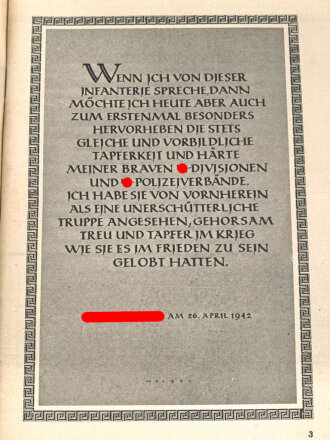 WENN JCH VON DJESER
JNFANTERJE SPRECHE, DANN
MÖCHTE JCH HEUTE ABER AUCH
ZUM ERSTENMAL BESONDERS
HERVORHEBEN DJE STETS
GLEJCHE UND VORBJLDLJCHE
TAPFERKEJT UND HÄRTE
MEJNER BRAVEN -DJVJSJONEN
UND -POLJZEJVERBÄNDE.
JCH HABE SJE VON VORNHEREJN
ALS EJNE UNERSCHÜTTERLJCHE
TRUPPE ANGESEHEN, GEHORSAM
TREU UND TAPFER JM KRJEG
WJE SJE ES JM FRJEDEN ZU SEJN
GELOBT HATTEN.
AM 26. APRJL 1942
3